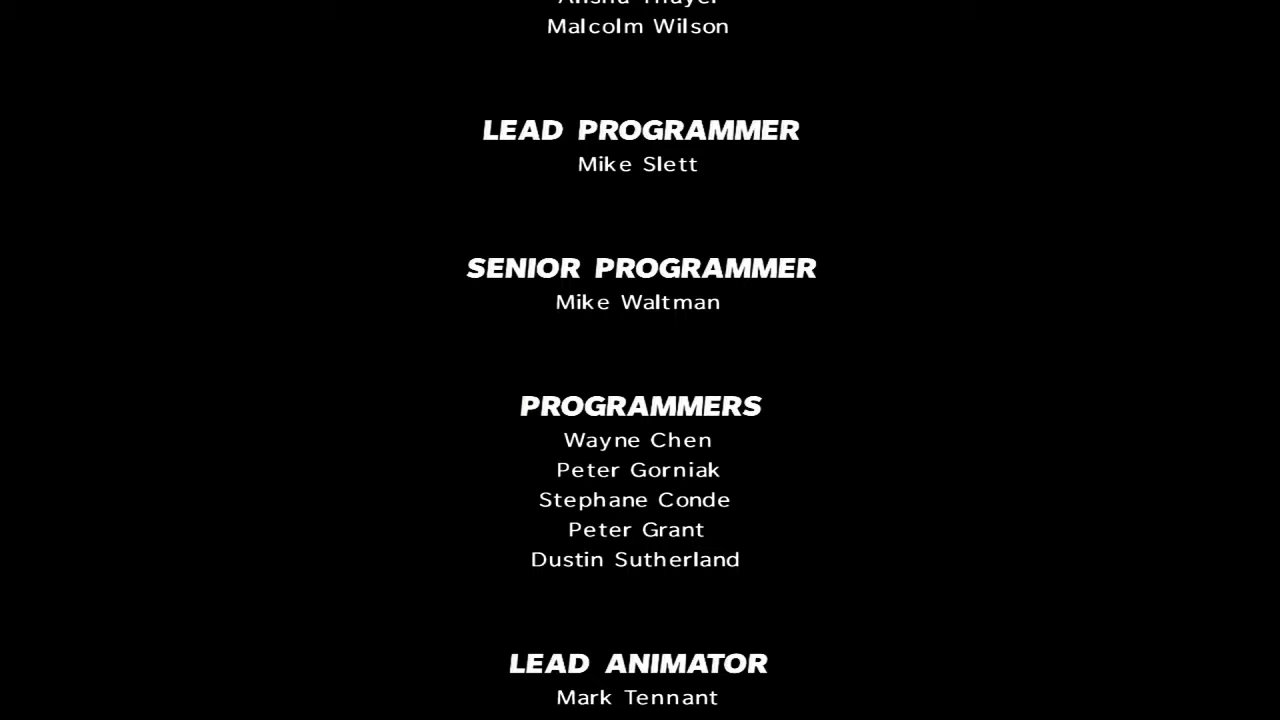 Malcolm Wilson
LEAD PROGRAMMER
Mike Slett
SENIOR PROGRAMMER
Mike Waltman
PROGRAMMERS
Wayne Chen
Peter Gorniak
Stephane Conde
Peter Grant
Dustin Sutherland
LEAD ANIMATOR
Mark Tennant